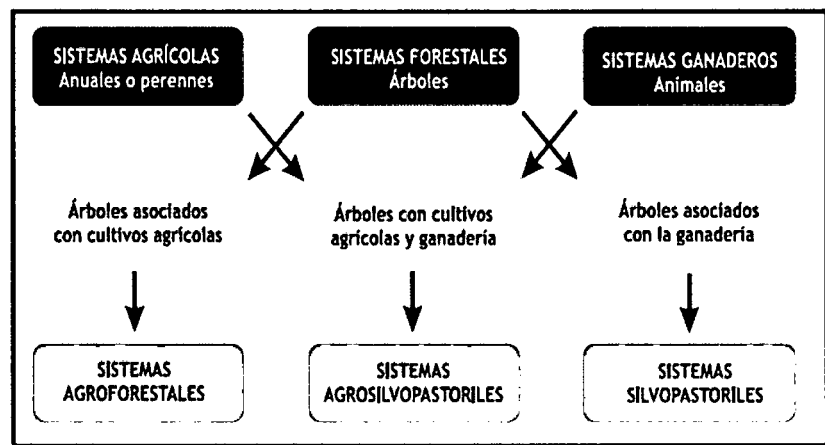 SISTEMAS AGRÍCOLAS
Anuales o perennes
SISTEMAS FORESTALES
Árboles
SISTEMAS GANADEROS
Animales
Árboles asociados
con cultivos agrícolas
Árboles con cultivos
agrícolas y ganadería
Árboles asociados
con la ganadería
SISTEMAS
AGROFORESTALES
SISTEMAS
AGROSILVOPASTORILES
SISTEMAS
SILVOPASTORILES